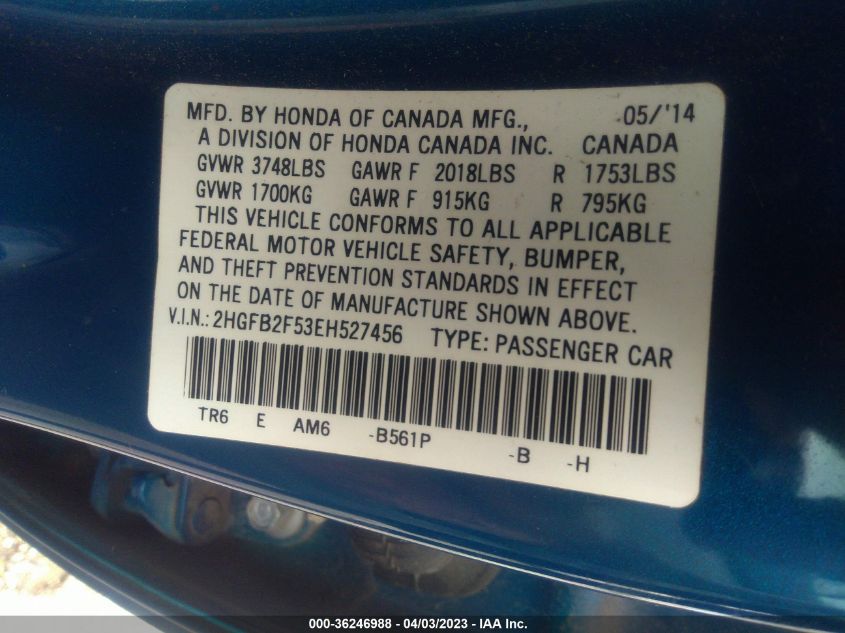 MFD. BY HONDA OF CANADA MFG., 05/'14
A DIVISION OF HONDA CANADA INC. CANADA
GVWR 3748LBS GAWR F 2018LBS R 1753LBS
GVWR 1700KG GAWR F 915KG R 795KG
THIS VEHICLE CONFORMS TO ALL APPLICABLE
FEDERAL MOTOR VEHICLE SAFETY, BUMPER,
AND THEFT PREVENTION STANDARDS IN EFFECT
ON THE DATE OF MANUFACTURE SHOWN ABOVE.
V.I.N.: 2HGFB2F53EH527456 TYPE: PASSENGER CAR
TR6 E AM6 -B561P -B -H
000-36246988 - 04/03/2023 - IAA Inc.